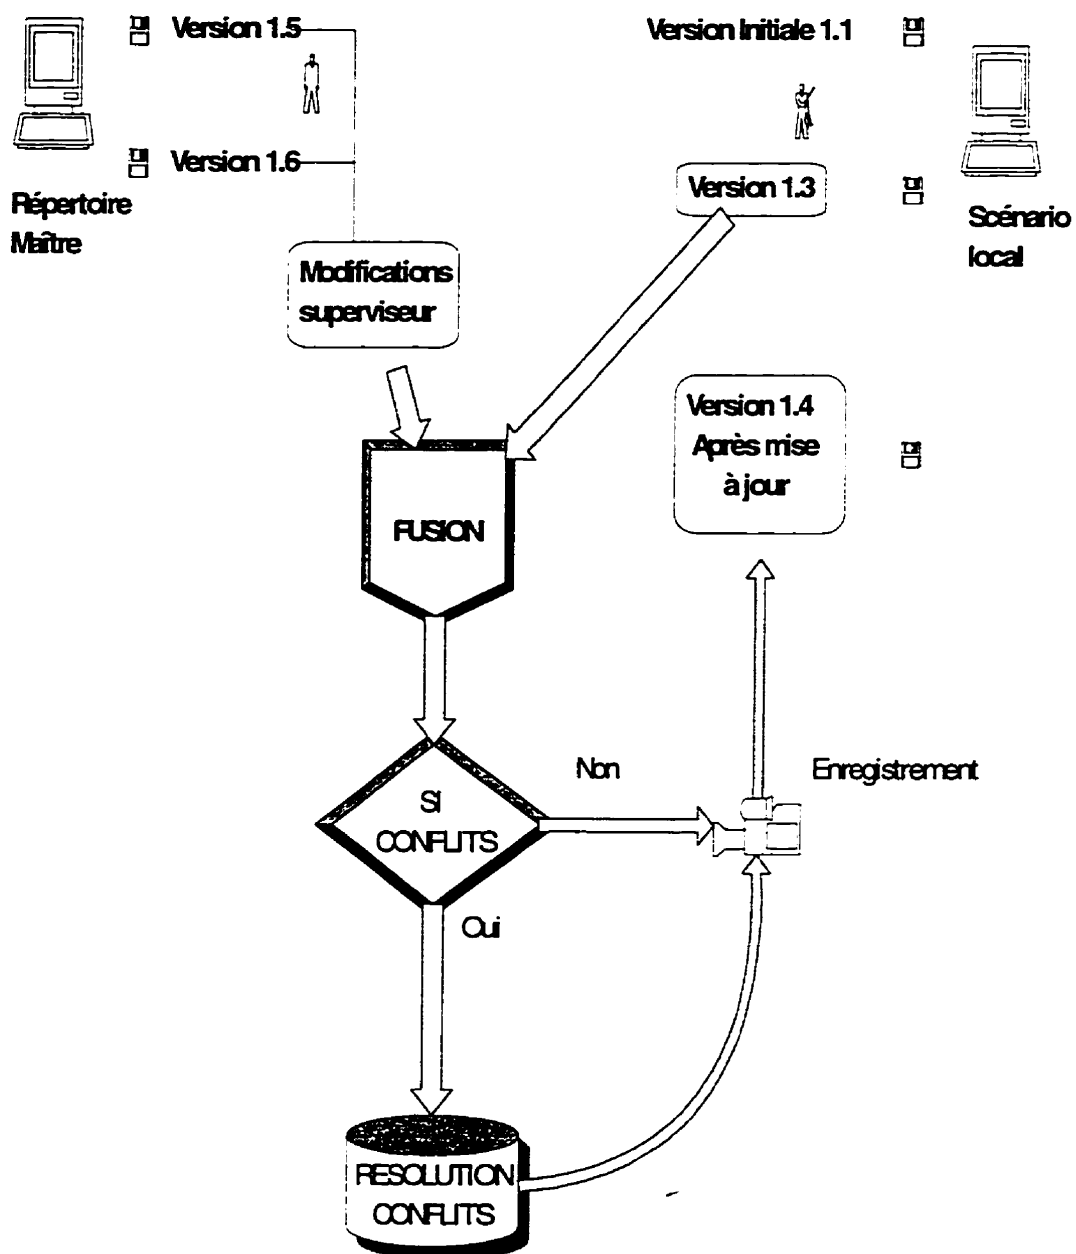 Version 1.5
Version Initiale 1.1
Version 1.6
Version 1.3
Répertoire
Maître
Scénario
local
Modifications
superviseur
Version 1.4
Après mise
à jour
FUSION
Non
Enregistrement
SI
CONFLITS
Oui
RESOLUTION
CONFLITS